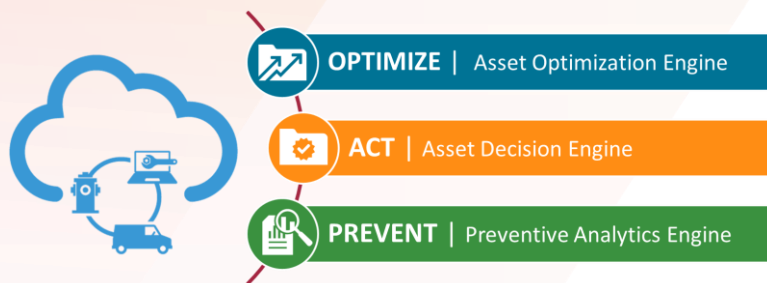 OPTIMIZE | Asset Optimization Engine
ACT | Asset Decision Engine
PREVENT | Preventive Analytics Engine